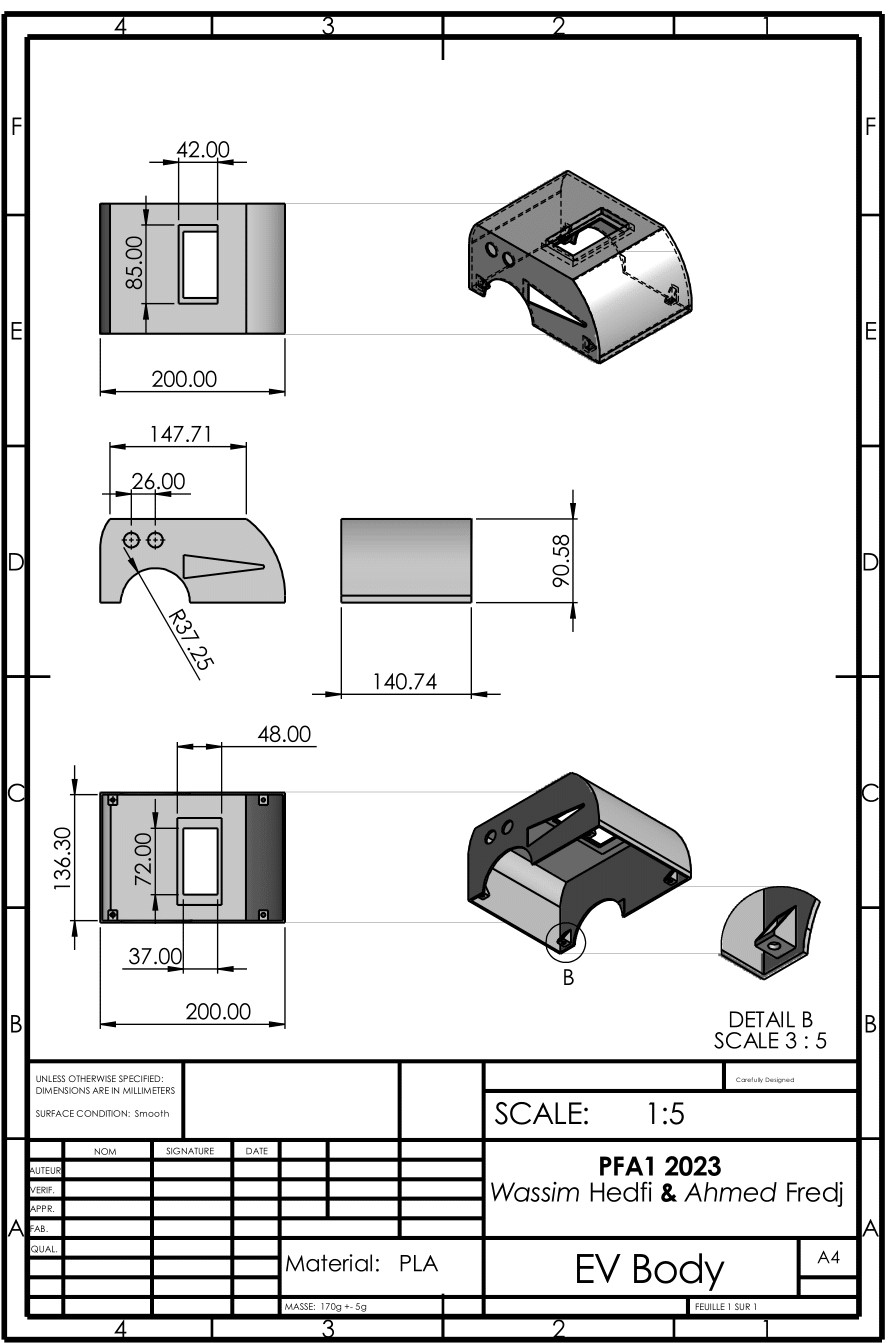 4 3 2 1
F F
42.00
85.00
E E
200.00
147.71
26.00
D D
90.58
R37.25
140.74
48.00
C C
136.30
72.00
37.00
B
200.00
DETAIL B
B B
SCALE 3 : 5
UNLESS OTHERWISE SPECIFIED:
DIMENSIONS ARE IN MILLIMETERS
Carefully Designed
SURFACE CONDITION: Smooth
SCALE: 1:5
NOM SIGNATURE DATE
PFA1 2023
AUTEUR
VERIF.
Wassim Hedfi & Ahmed Fredj
APPR.
A A
FAB.
QUAL.
Material: PLA
EV Body
A4
MASSE: 170g +- 5g
FEUILLE 1 SUR 1
4 3 2 1